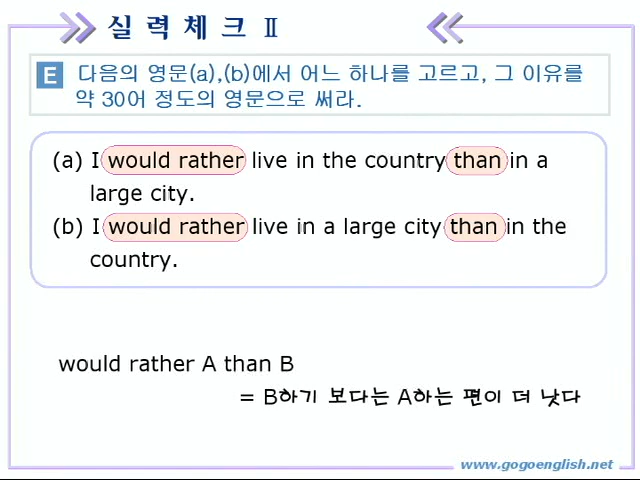 실력체크 Ⅱ
E 다음의 영문(a),(b)에서 어느 하나를 고르고, 그 이유를
약 30어 정도의 영문으로 써라.
(a) I would rather live in the country than in a
large city.
(b) I would rather live in a large city than in the
country.
would rather A than B
= B하기 보다는 A하는 편이 더 낫다
www.gogoenglish.net